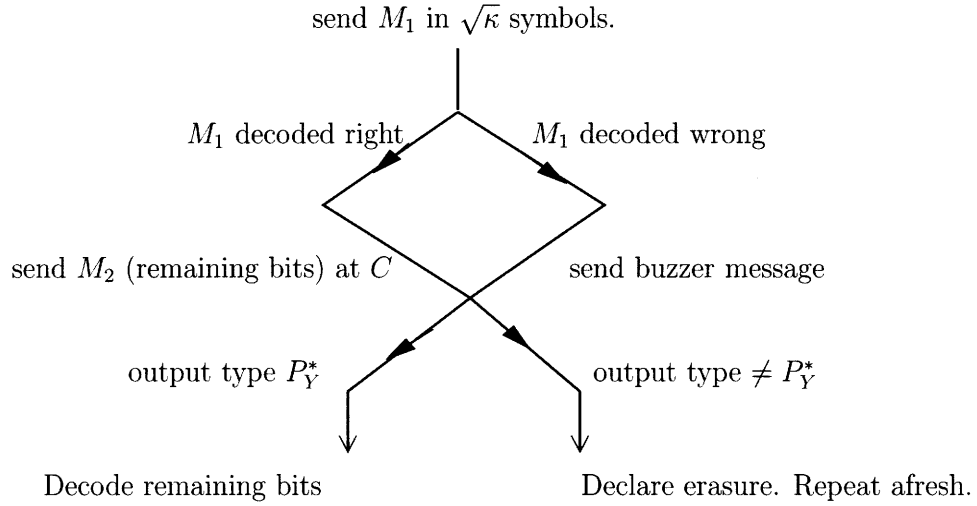 send $M_1$ in $\sqrt{\kappa}$ symbols.
$M_1$ decoded right
$M_1$ decoded wrong
send $M_2$ (remaining bits) at $C$
send buzzer message
output type $P_Y^*$
output type $\neq P_Y^*$
Decode remaining bits
Declare erasure. Repeat afresh.